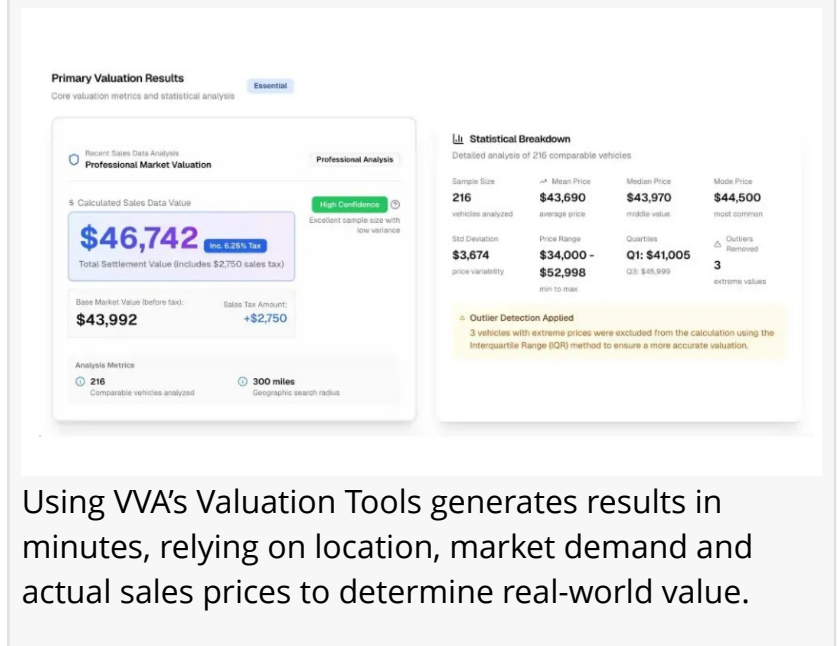 Primary Valuation Results
Essential
Core valuation metrics and statistical analysis
Recent Sales Data Analysis
Professional Market Valuation
Professional Analysis
$ Calculated Sales Data Value
High Confidence
Excellent sample size with
low variance
$46,742 Inc. 6.25% Tax
Total Settlement Value (includes $2,750 sales tax)
Base Market Value (before tax):
$43,992
Sales Tax Amount:
+$2,750
Analysis Metrics
216
Comparable vehicles analyzed
300 miles
Geographic search radius
Statistical Breakdown
Detailed analysis of 216 comparable vehicles
Sample Size
216
vehicles analyzed
Mean Price
$43,690
average price
Median Price
$43,970
middle value
Mode Price
$44,500
most common
Std Deviation
$3,674
price variability
Price Range
$34,000 -
$52,998
min to max
Quartiles
Q1: $41,005
Q3: $45,999
Outliers
Removed
3
extreme values
Outlier Detection Applied
3 vehicles with extreme prices were excluded from the calculation using the
Interquartile Range (IQR) method to ensure a more accurate valuation.
Using VVA’s Valuation Tools generates results in
minutes, relying on location, market demand and
actual sales prices to determine real-world value.